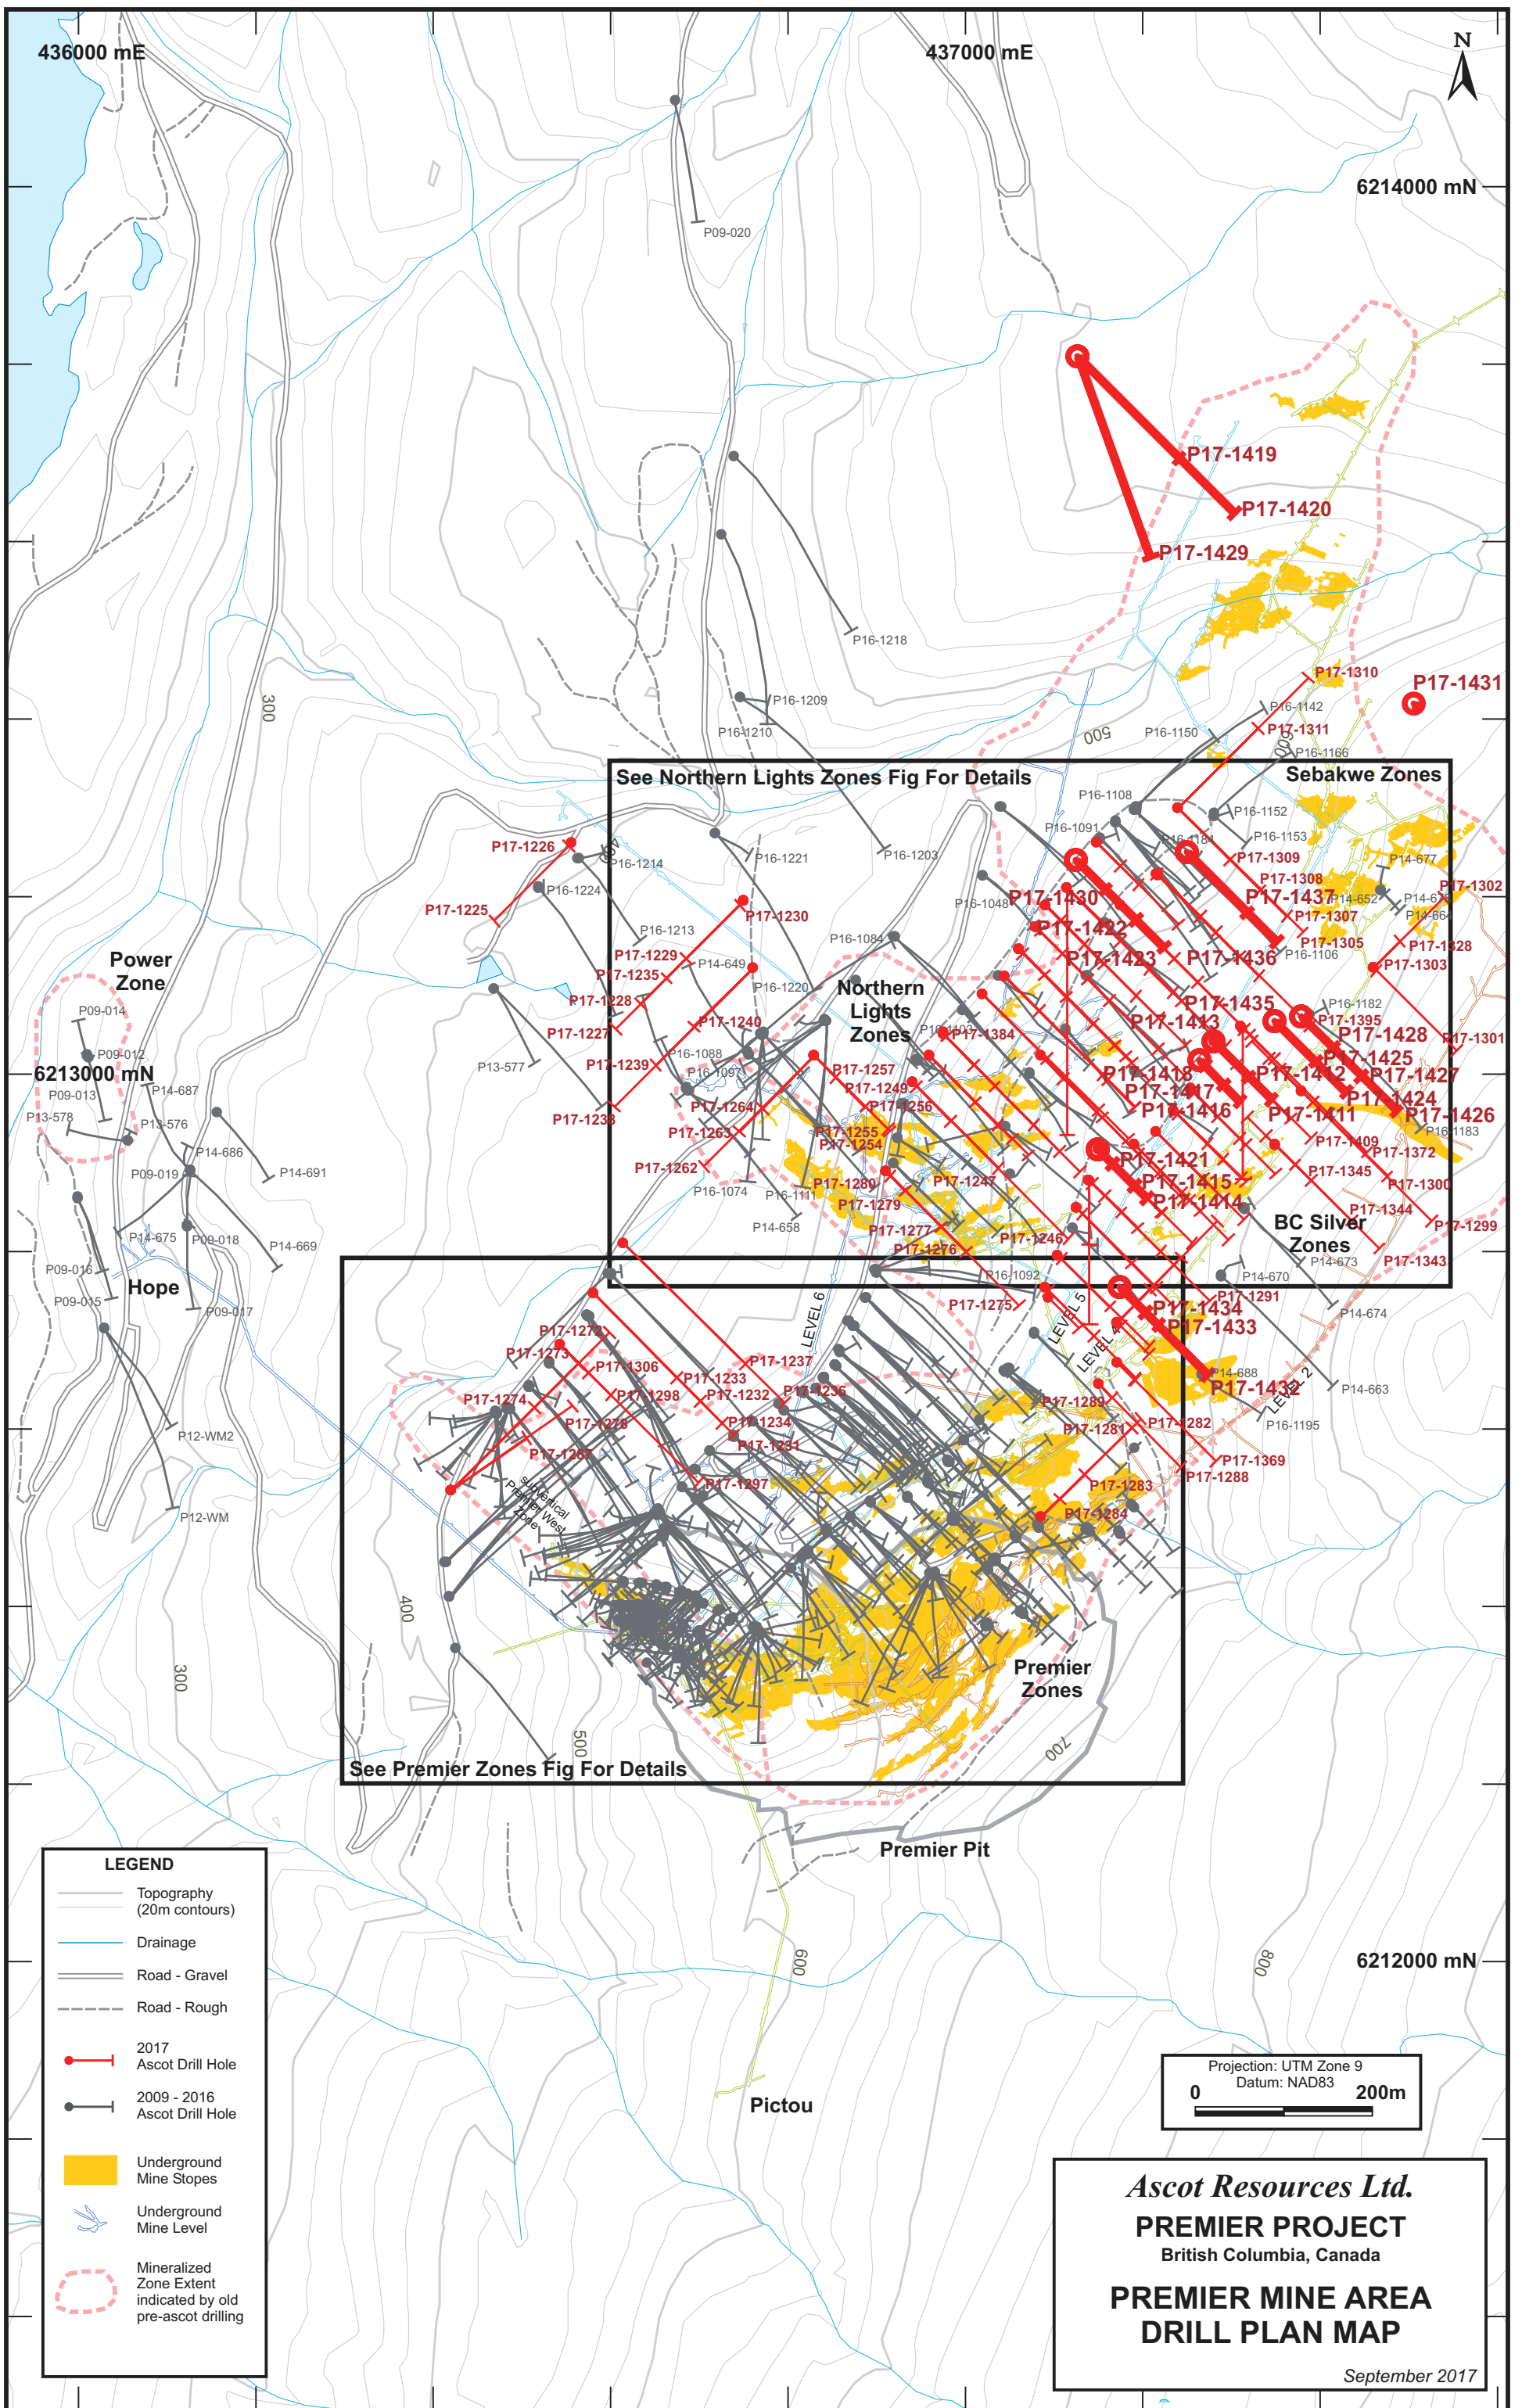 436000 mE
437000 mE
N
6214000 mN
P09-020
P17-1419
P17-1420
P17-1429
P16-1218
P17-1310
P17-1431
P16-1209
P16-1142
P16-1210
P17-1311
P16-1150
300
500
600
P16-1166
See Northern Lights Zones Fig For Details
Sebakwe Zones
P16-1108
P16-1152
P16-1091
P16-1184
P16-1153
P17-1226
400
P16-1214
P16-1221
P16-1203
P17-1309
P14-677
P16-1224
P17-1308
P17-1302
P17-1225
P17-1230
P16-1048
P17-1430
P17-1437
P14-652
P14-664
P17-1307
P16-1213
P16-1084
P17-1422
P17-1305
P17-1328
P17-1229
P14-649
P17-1423
P17-1436
P16-1106
P17-1303
Power
Zone
P17-1235
P16-1220
Northern
Lights
Zones
P17-1228
P17-1435
P16-1182
P09-014
P17-1227
P17-1240
P16-1103
P17-1384
P17-1413
P17-1395
P17-1428
P17-1301
P09-012
P13-577
P16-1088
P17-1425
6213000 mN
P17-1239
P16-1097
P17-1257
P17-1418
P17-1412
P17-1427
P14-687
P17-1249
P17-1417
P17-1424
P09-013
P17-1238
P17-1264
P17-1256
P17-1416
P17-1411
P17-1426
P13-578
P13-576
P17-1263
P17-1255
P17-1254
P16-1183
P17-1409
P14-686
P17-1372
P09-019
P14-691
P17-1262
P17-1421
P17-1345
P17-1280
P17-1247
P17-1415
P17-1300
P16-1074
P16-1111
P17-1279
P17-1414
P14-658
P17-1344
P17-1299
P14-675
P09-018
P14-669
P17-1277
P17-1246
BC Silver
Zones
P17-1276
P14-673
P17-1343
P09-016
Hope
P16-1092
P14-670
P09-015
P09-017
P17-1275
P17-1291
P14-674
LEVEL 6
LEVEL 5
LEVEL 4
LEVEL 2
P17-1434
P17-1433
P17-1272
P17-1273
P17-1306
P17-1237
P17-1233
P14-688
P17-1432
P14-663
P17-1274
P17-1298
P17-1232
P17-1236
P17-1289
P16-1195
P17-1278
P17-1234
P17-1282
P17-1281
P12-WM2
P17-1287
P17-1231
P17-1369
P17-1288
P17-1297
P17-1283
subvertical
Premier West
Zone
P12-WM
P17-1284
400
300
Premier
Zones
500
700
See Premier Zones Fig For Details
Premier Pit
LEGEND
Topography
(20m contours)
Drainage
Road - Gravel
Road - Rough
2017
Ascot Drill Hole
2009 - 2016
Ascot Drill Hole
Underground
Mine Stopes
Underground
Mine Level
Mineralized
Zone Extent
indicated by old
pre-ascot drilling
600
800
6212000 mN
Pictou
Projection: UTM Zone 9
Datum: NAD83
0 200m
Ascot Resources Ltd.
PREMIER PROJECT
British Columbia, Canada
PREMIER MINE AREA
DRILL PLAN MAP
September 2017